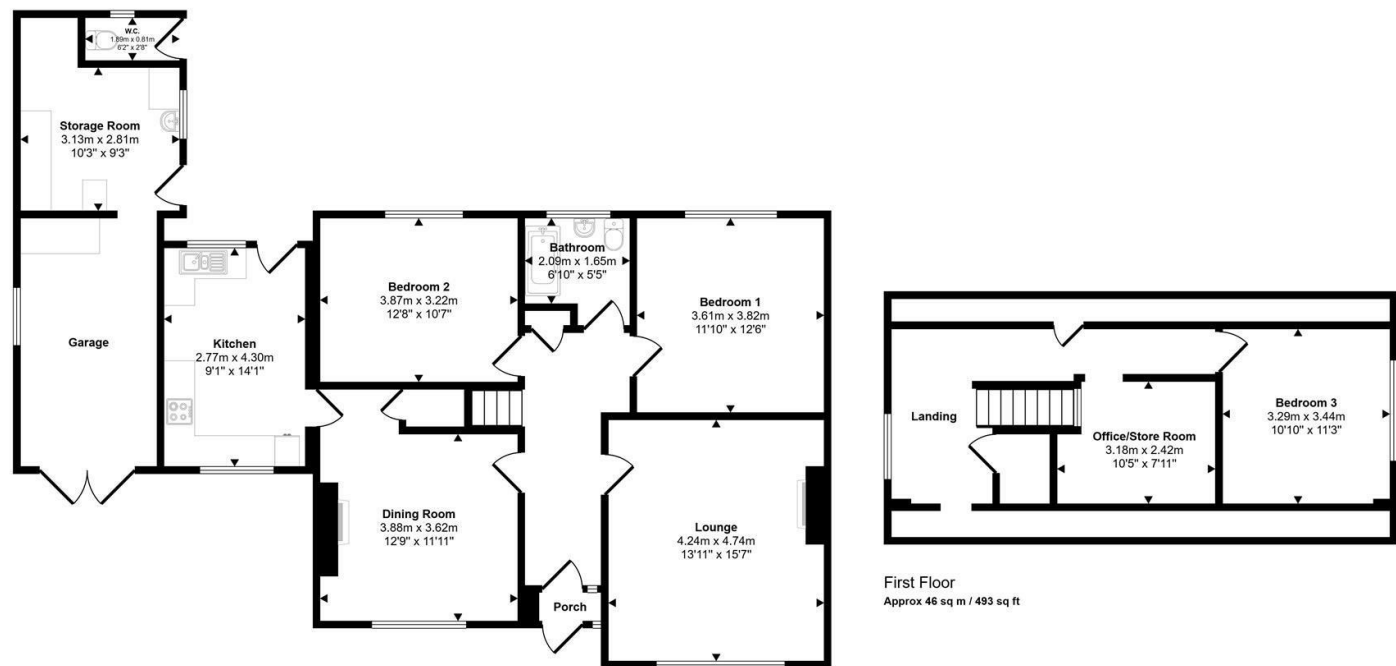 W.C.
1.89m x 0.81m
6'2" x 2'8"
Storage Room
3.13m x 2.81m
10'3" x 9'3"
Garage
Kitchen
2.77m x 4.30m
9'1" x 14'1"
Bedroom 2
3.87m x 3.22m
12'8" x 10'7"
Bathroom
2.09m x 1.65m
6'10" x 5'5"
Bedroom 1
3.61m x 3.82m
11'10" x 12'6"
Dining Room
3.88m x 3.62m
12'9" x 11'11"
Lounge
4.24m x 4.74m
13'11" x 15'7"
Porch
Landing
Office/Store Room
3.18m x 2.42m
10'5" x 7'11"
Bedroom 3
3.29m x 3.44m
10'10" x 11'3"
First Floor
Approx 46 sq m / 493 sq ft